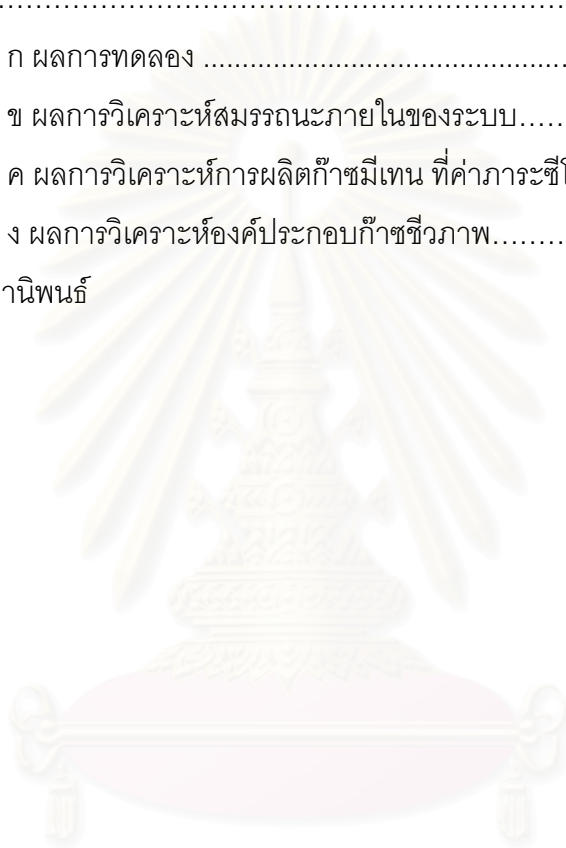 ................................................................
ก ผลการทดลอง ...............................................
ข ผลการวิเคราะห์สมรรถนะภายในของระบบ......
ค ผลการวิเคราะห์การผลิตก๊าซมีเทน ที่ค่าภาระซีโ
ง ผลการวิเคราะห์องค์ประกอบก๊าซชีวภาพ.........
านิพนธ์